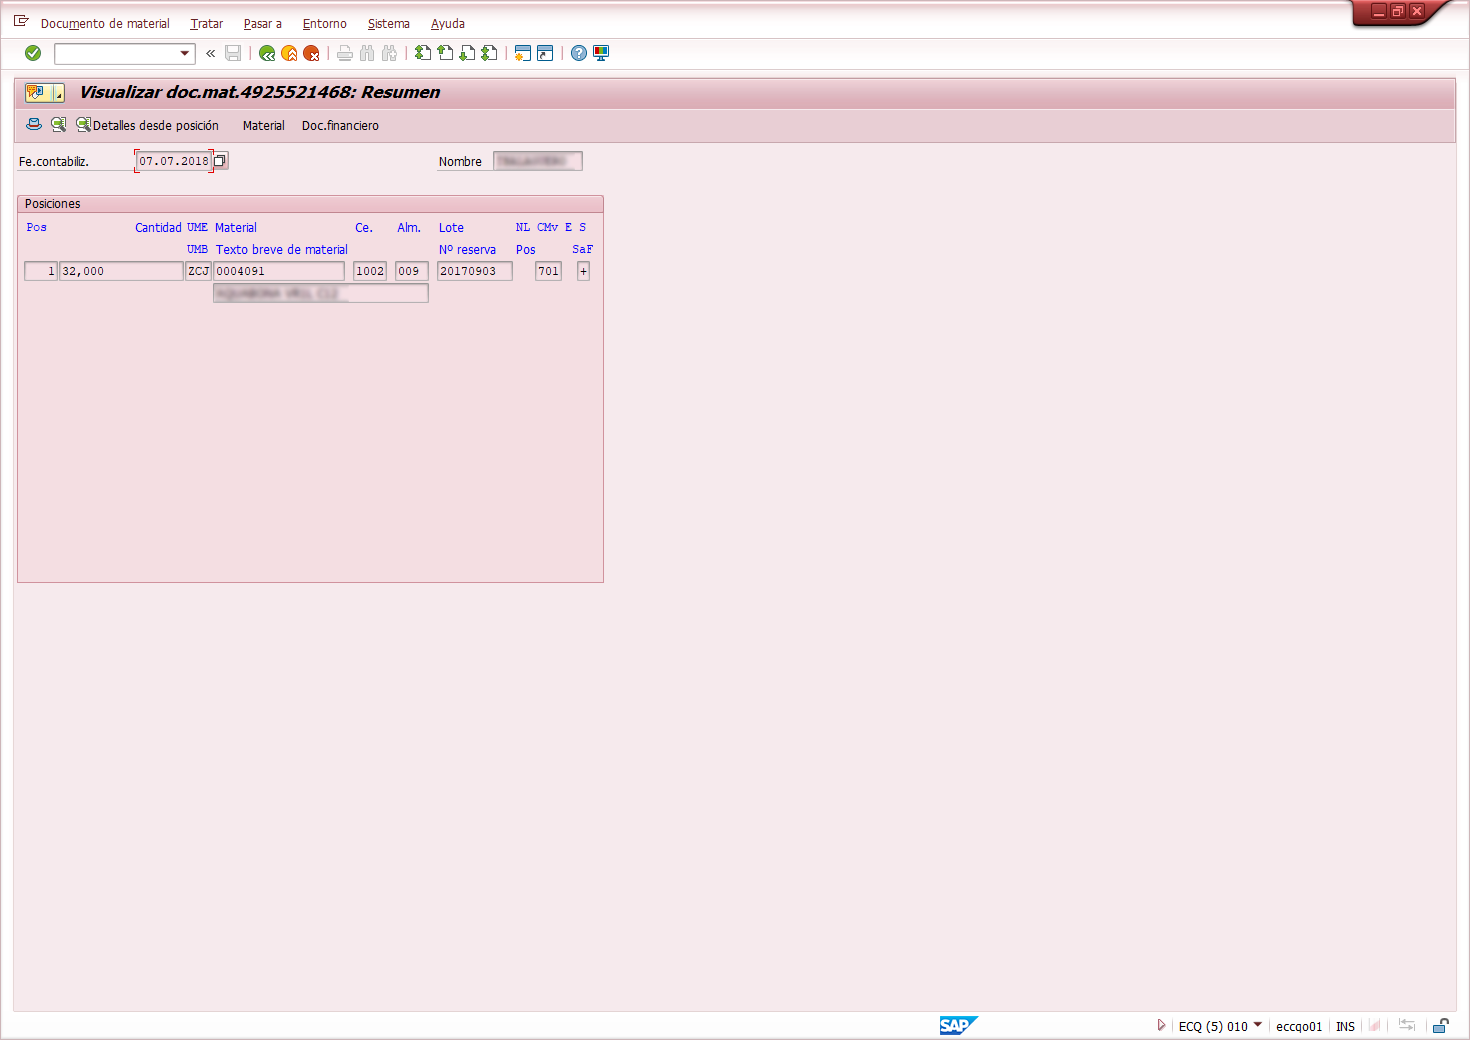 Documento de material Tratar Pasar a Entorno Sistema Ayuda
Visualizar doc.mat.4925521468: Resumen
Detalles desde posición Material Doc.financiero
Fe.contabiliz. 07.07.2018 Nombre
Posiciones
Pos Cantidad UME Material Ce. Alm. Lote NL CMv E S
UMB Texto breve de material Nº reserva Pos SaF
1 32,000 ZCJ 0004091 1002 009 20170903 701 +
SAP ECQ (5) 010 eccqo01 INS